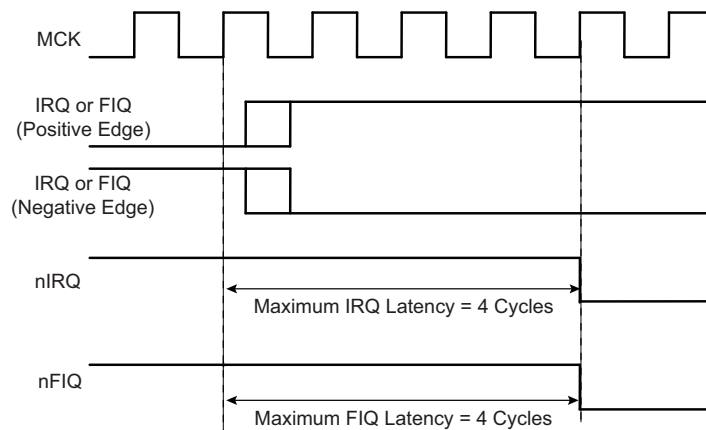 MCK
IRQ or FIQ
(Positive Edge)
IRQ or FIQ
(Negative Edge)
nIRQ
Maximum IRQ Latency = 4 Cycles
nFIQ
Maximum FIQ Latency = 4 Cycles